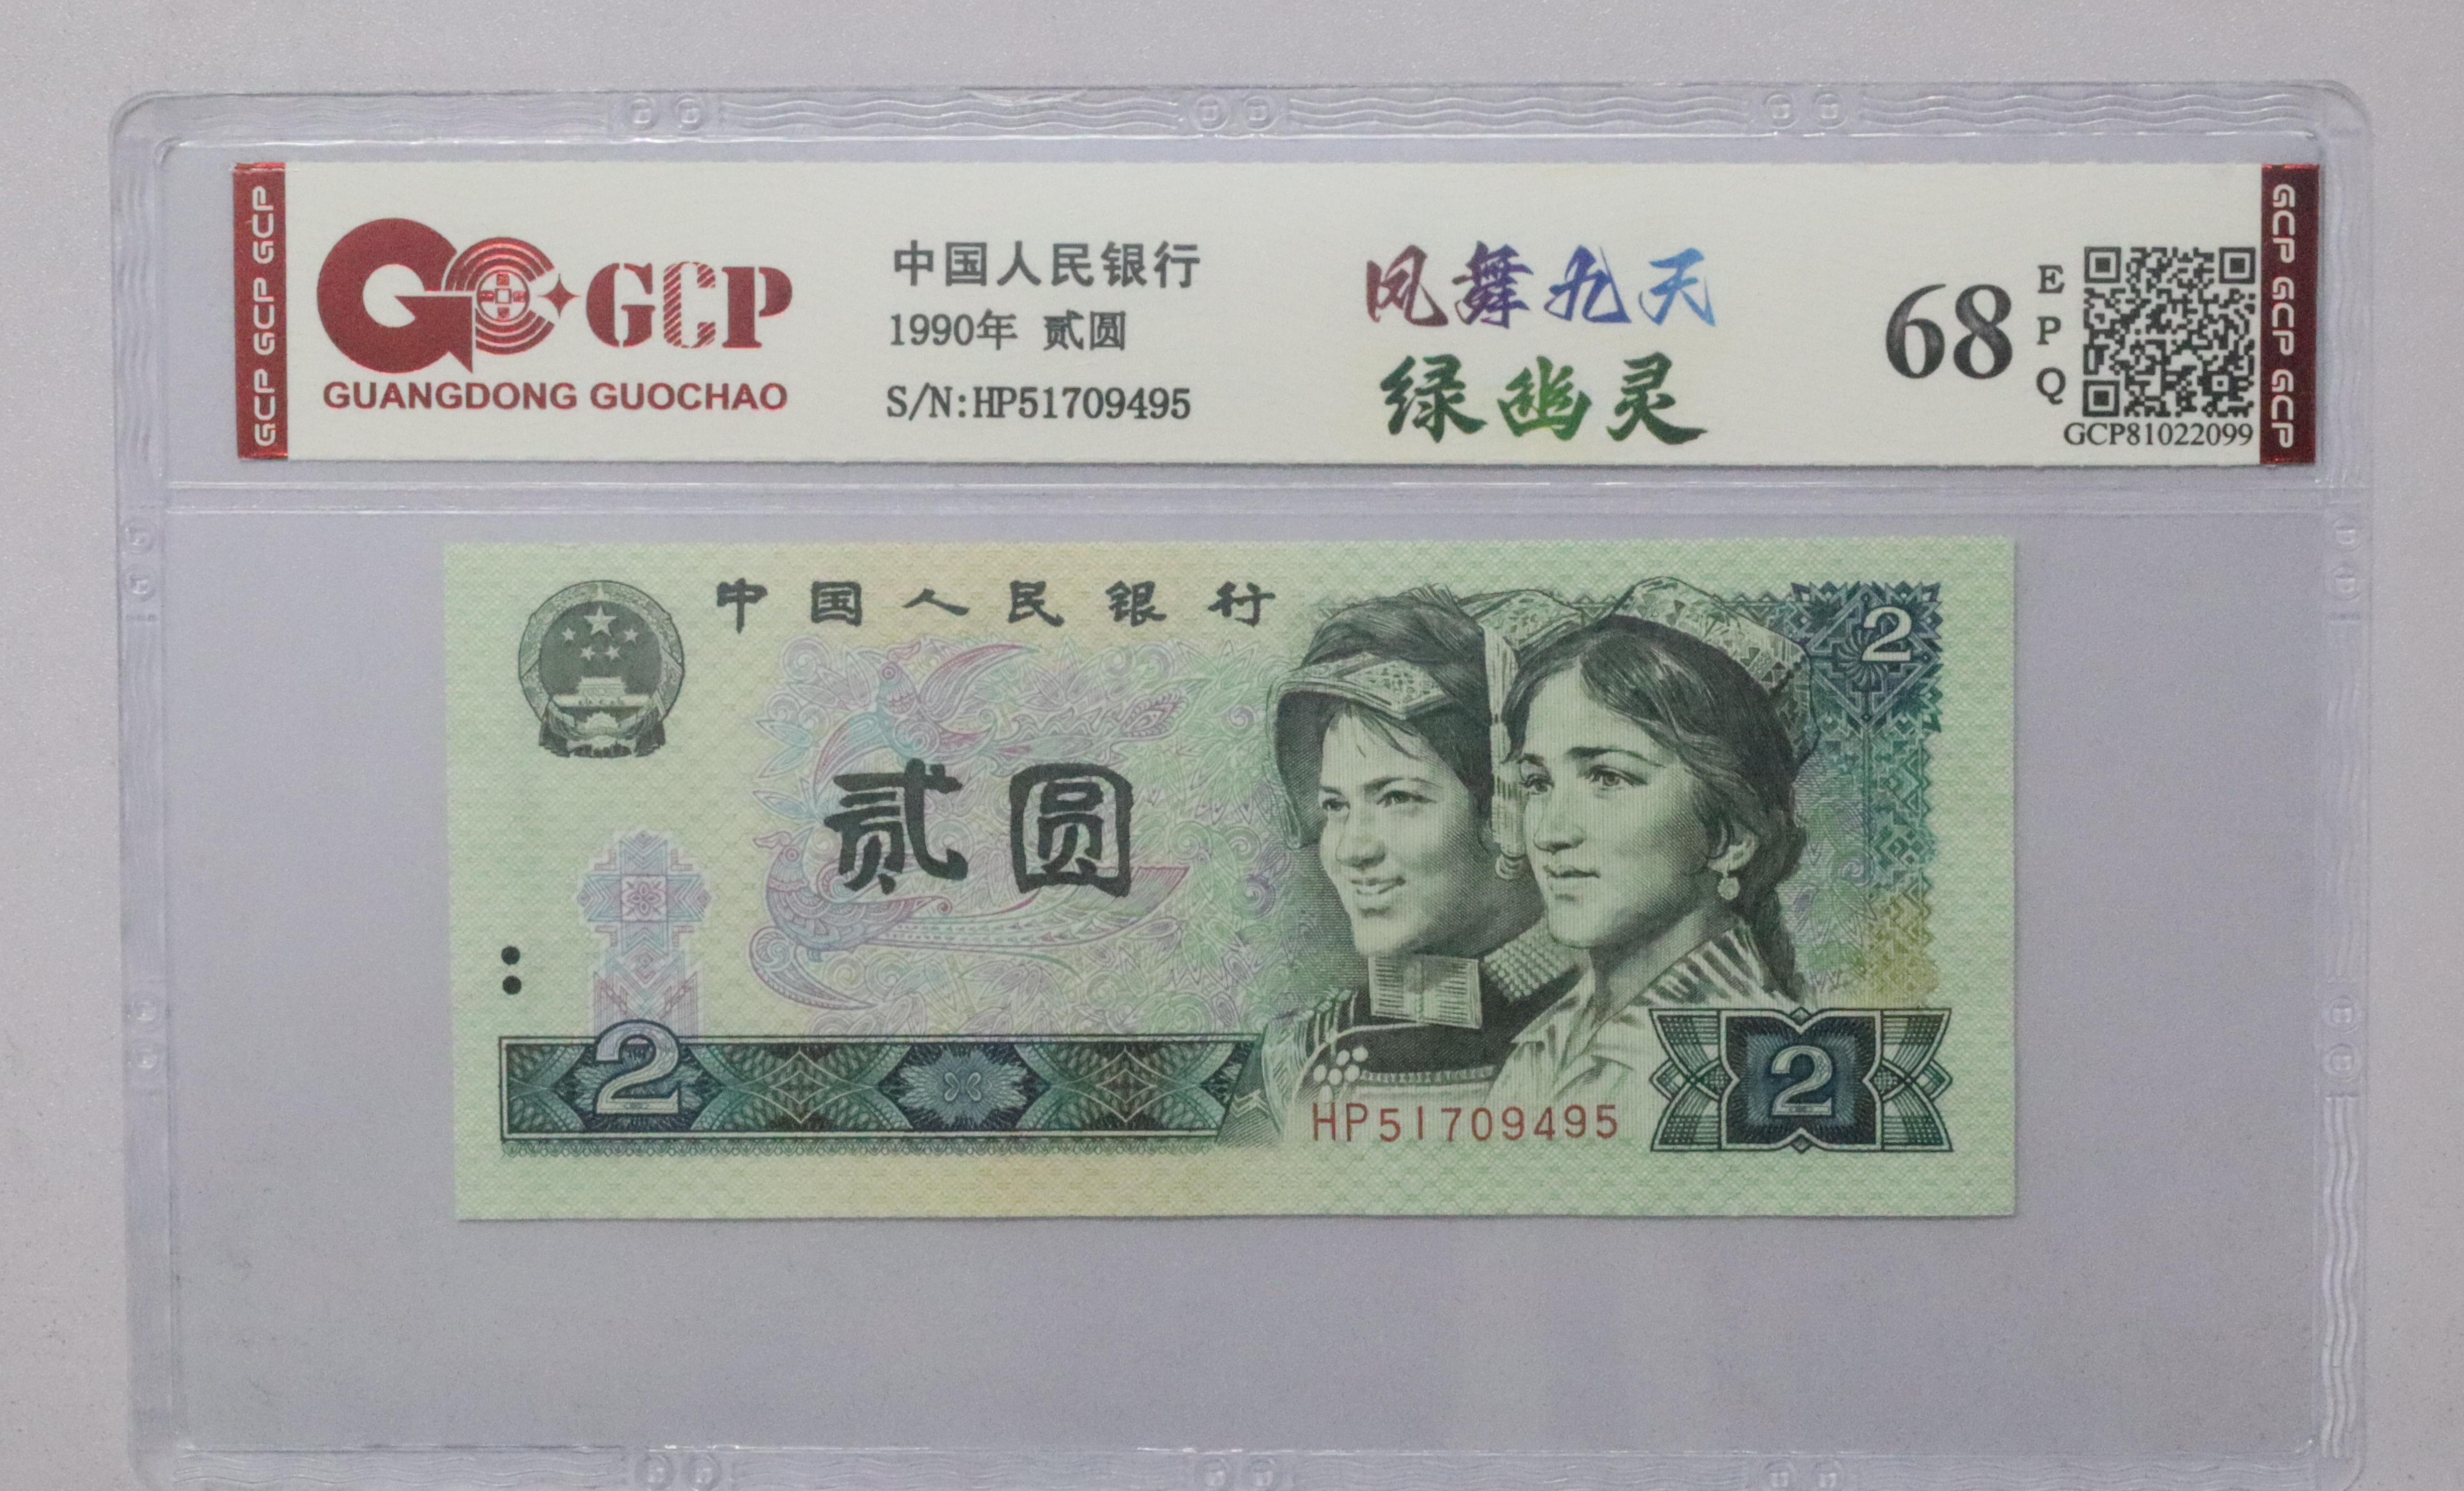 GCP GCP GCP
GCP
GUANGDONG GUOCHAO
中国人民银行
1990年 贰圆
S/N:HP51709495
凤舞九天
绿幽灵
68
E
P
Q
GCP81022099
GCP GCP GCP
中国人民银行
2
贰圆
2
2
HP51709495